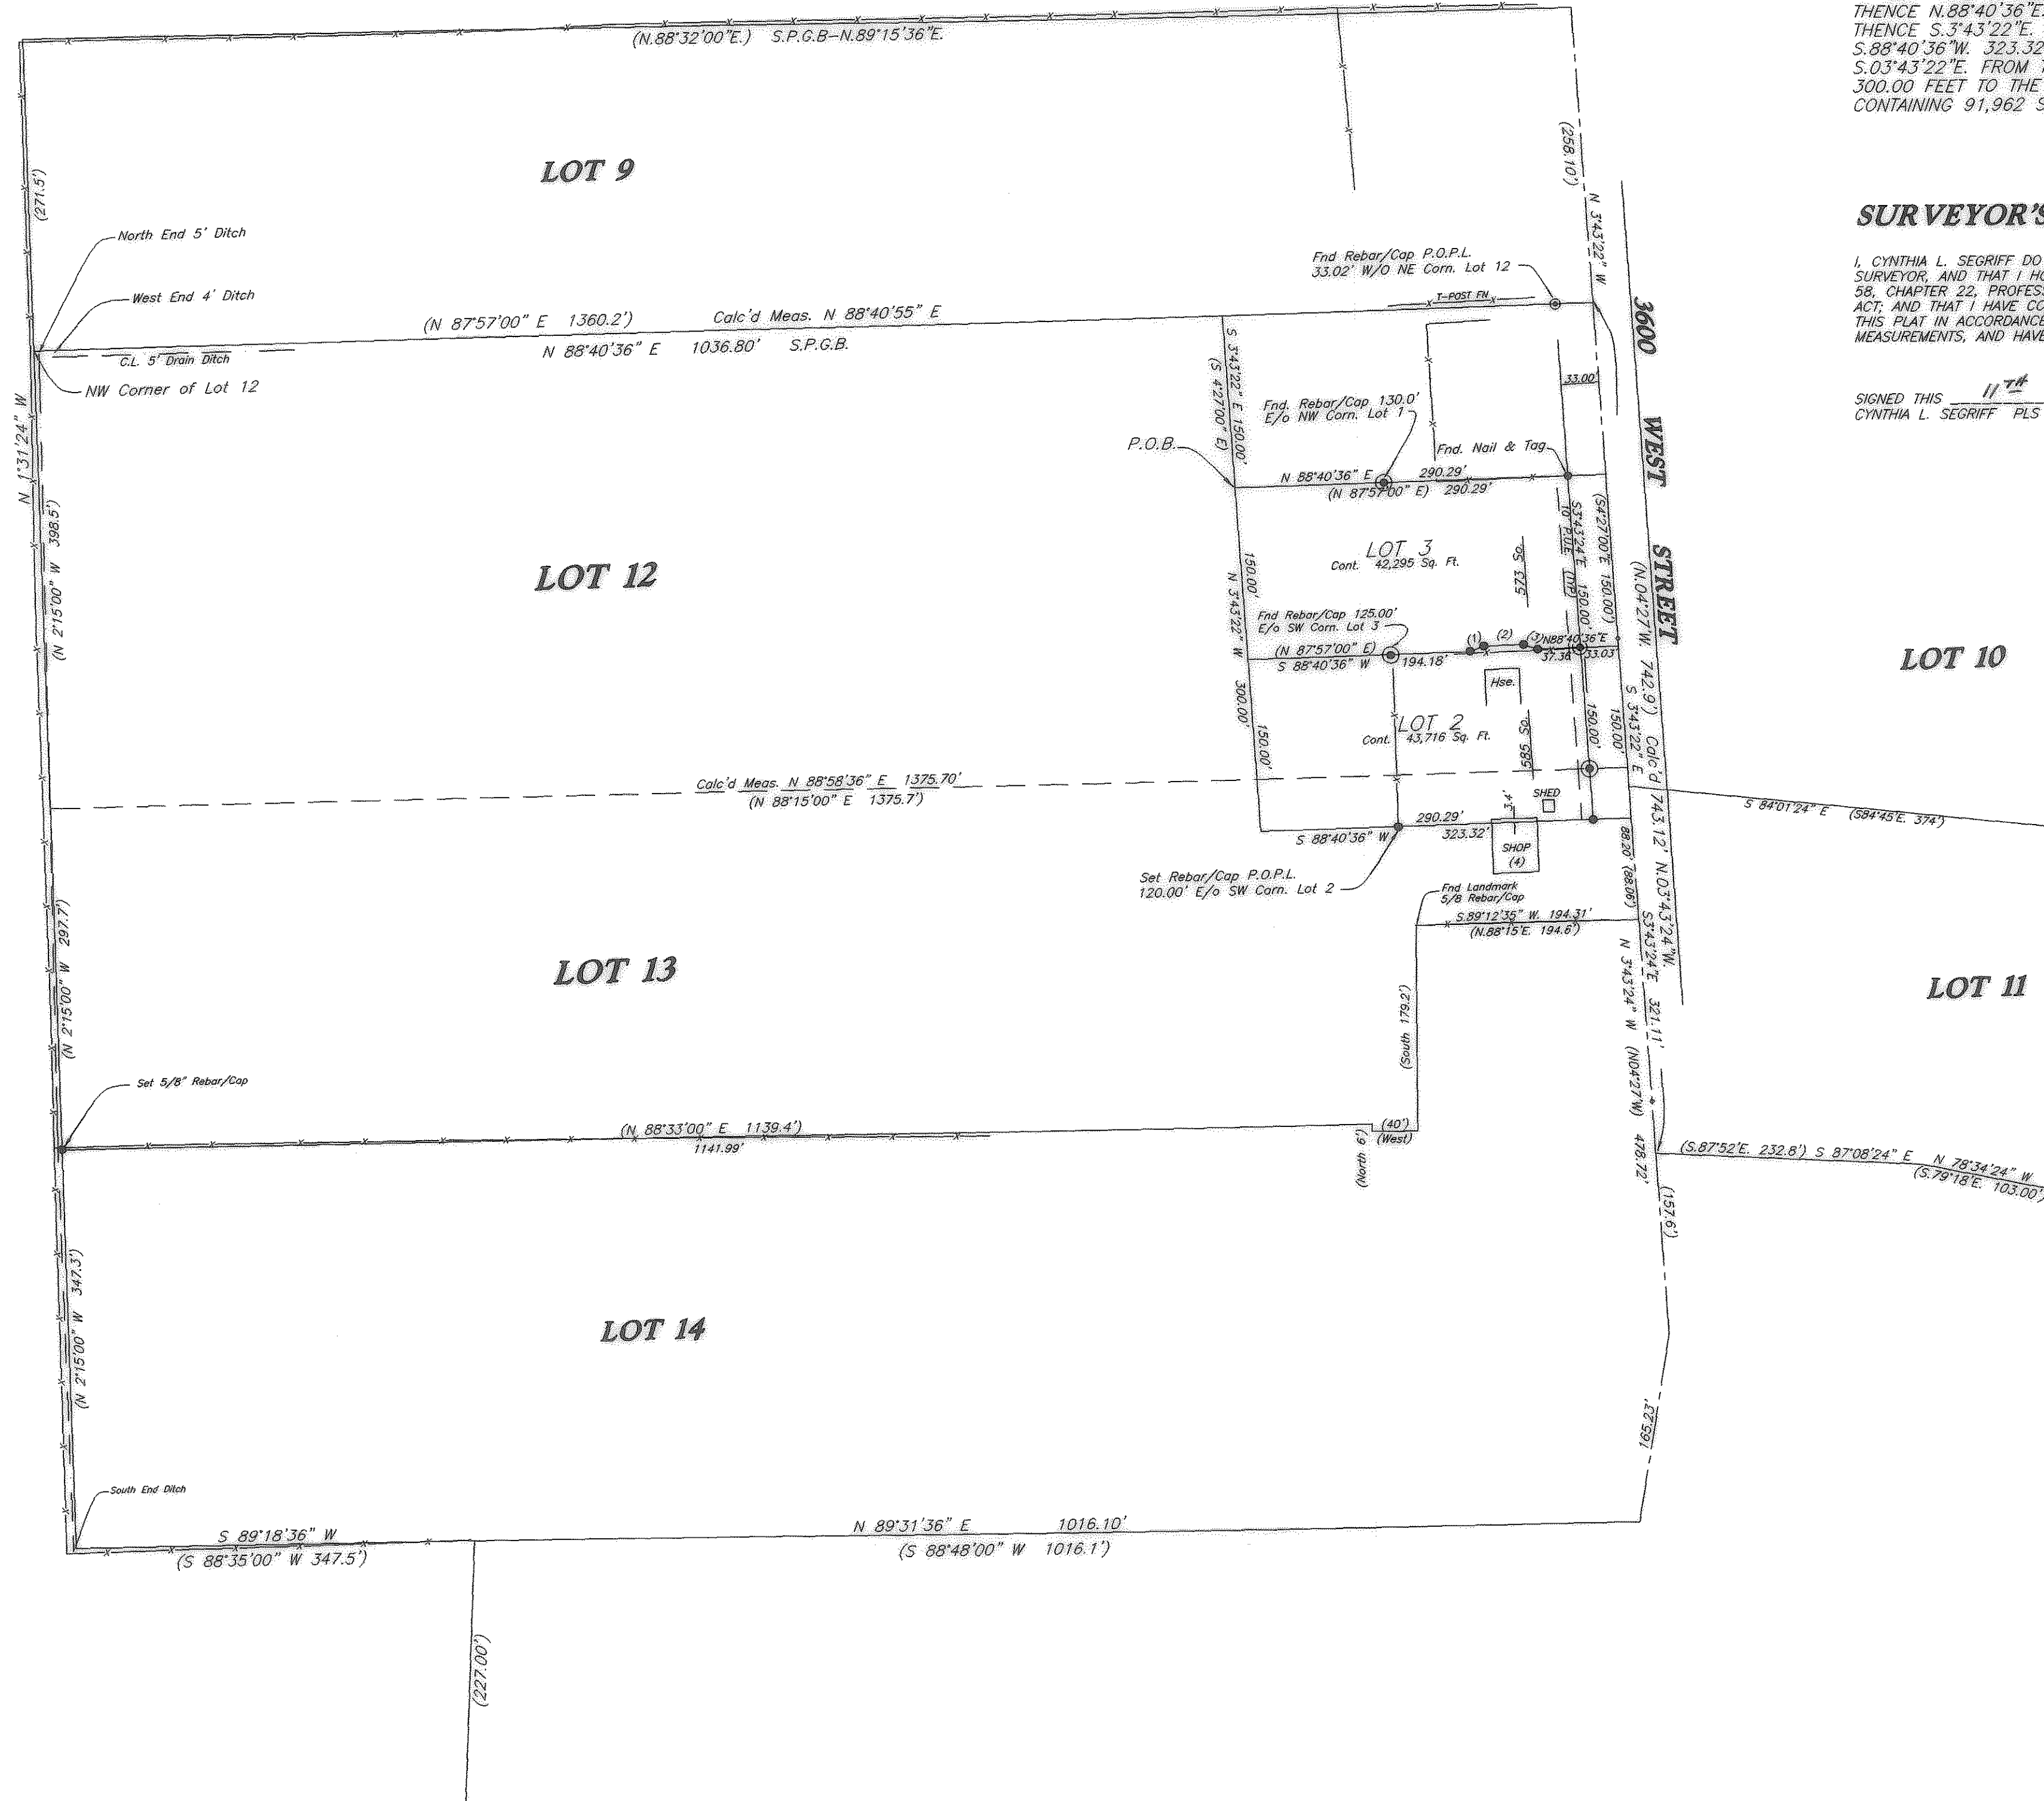 THENCE N.88°40'36"E.
THENCE S.3°43'22"E.
S.88°40'36"W. 323.32
S.03°43'22"E. FROM
300.00 FEET TO THE
CONTAINING 91,962 S
(N.88°32'00"E.) S.P.G.B-N.89°15'36"E.
LOT 9
(271.5')
(258.10')
N 3°43'22" W
SURVEYOR'S
I, CYNTHIA L. SEGRIFF DO
SURVEYOR, AND THAT I HO
58, CHAPTER 22, PROFESS
ACT; AND THAT I HAVE CO
THIS PLAT IN ACCORDANCE
MEASUREMENTS, AND HAVE
SIGNED THIS 11TH
CYNTHIA L. SEGRIFF PLS
North End 5' Ditch
West End 4' Ditch
Fnd Rebar/Cap P.O.P.L.
33.02' W/O NE Corn. Lot 12
T-POST FN
(N 87°57'00" E 1360.2') Calc'd Meas. N 88°40'55" E
N 88°40'36" E 1036.80' S.P.G.B.
C.L. 5' Drain Ditch
NW Corner of Lot 12
N 1°31'24" W
(N 2°15'00" W 398.5')
S 3°43'22" E 150.00'
(S 4°27'00" E)
33.00'
3600 WEST STREET
Fnd. Rebar/Cap 130.0'
E/o NW Corn. Lot 1
P.O.B.
Fnd. Nail & Tag
N 88°40'36" E 290.29'
(N 87°57'00" E) 290.29'
LOT 12
LOT 3
Cont. 42,295 Sq. Ft.
573 So.
10' P.U.E. (TYP)
S3°43'24"E 150.00'
(S4°27'00"E 150.00')
150.00'
N 3°43'22" W 300.00'
Fnd Rebar/Cap 125.00'
E/o SW Corn. Lot 3
(1) (2) (3) N88°40'36"E
(N 87°57'00" E)
S 88°40'36" W 194.18' 37.36' 33.03'
Hse.
LOT 2
Cont. 43,716 Sq. Ft.
585 So.
150.00'
150.00'
150.00'
S 3°43'22" E
(N.04°27'W. 742.9') Calc'd 743.12' N.03°43'24"W.
LOT 10
Calc'd Meas. N 88°58'36" E 1375.70'
(N 88°15'00" E 1375.7')
SHED
3.4'
S 84°01'24" E (S84°45'E. 374')
S 88°40'36" W 290.29'
323.32'
SHOP
(4)
88.20' (88.06')
Set Rebar/Cap P.O.P.L.
120.00' E/o SW Corn. Lot 2
Fnd Landmark
5/8 Rebar/Cap
S.89°12'35" W. 194.31'
(N.88°15'E. 194.6')
LOT 13
(N 2°15'00" W 297.7')
(South 179.2')
S3°43'24"E 321.11'
N 3°43'24" W (N04°27'W) 478.72'
LOT 11
Set 5/8" Rebar/Cap
(N 88°33'00" E 1139.4')
1141.99'
(40')
(West)
(North .9')
(S.87°52'E. 232.8') S 87°08'24" E N 78°34'24" W
(S.79°18'E. 103.00')
(157.6')
(N 2°15'00" W 347.3')
LOT 14
165.23'
South End Ditch
S 89°18'36" W
(S 88°35'00" W 347.5')
N 89°31'36" E 1016.10'
(S 88°48'00" W 1016.1')
(227.00')